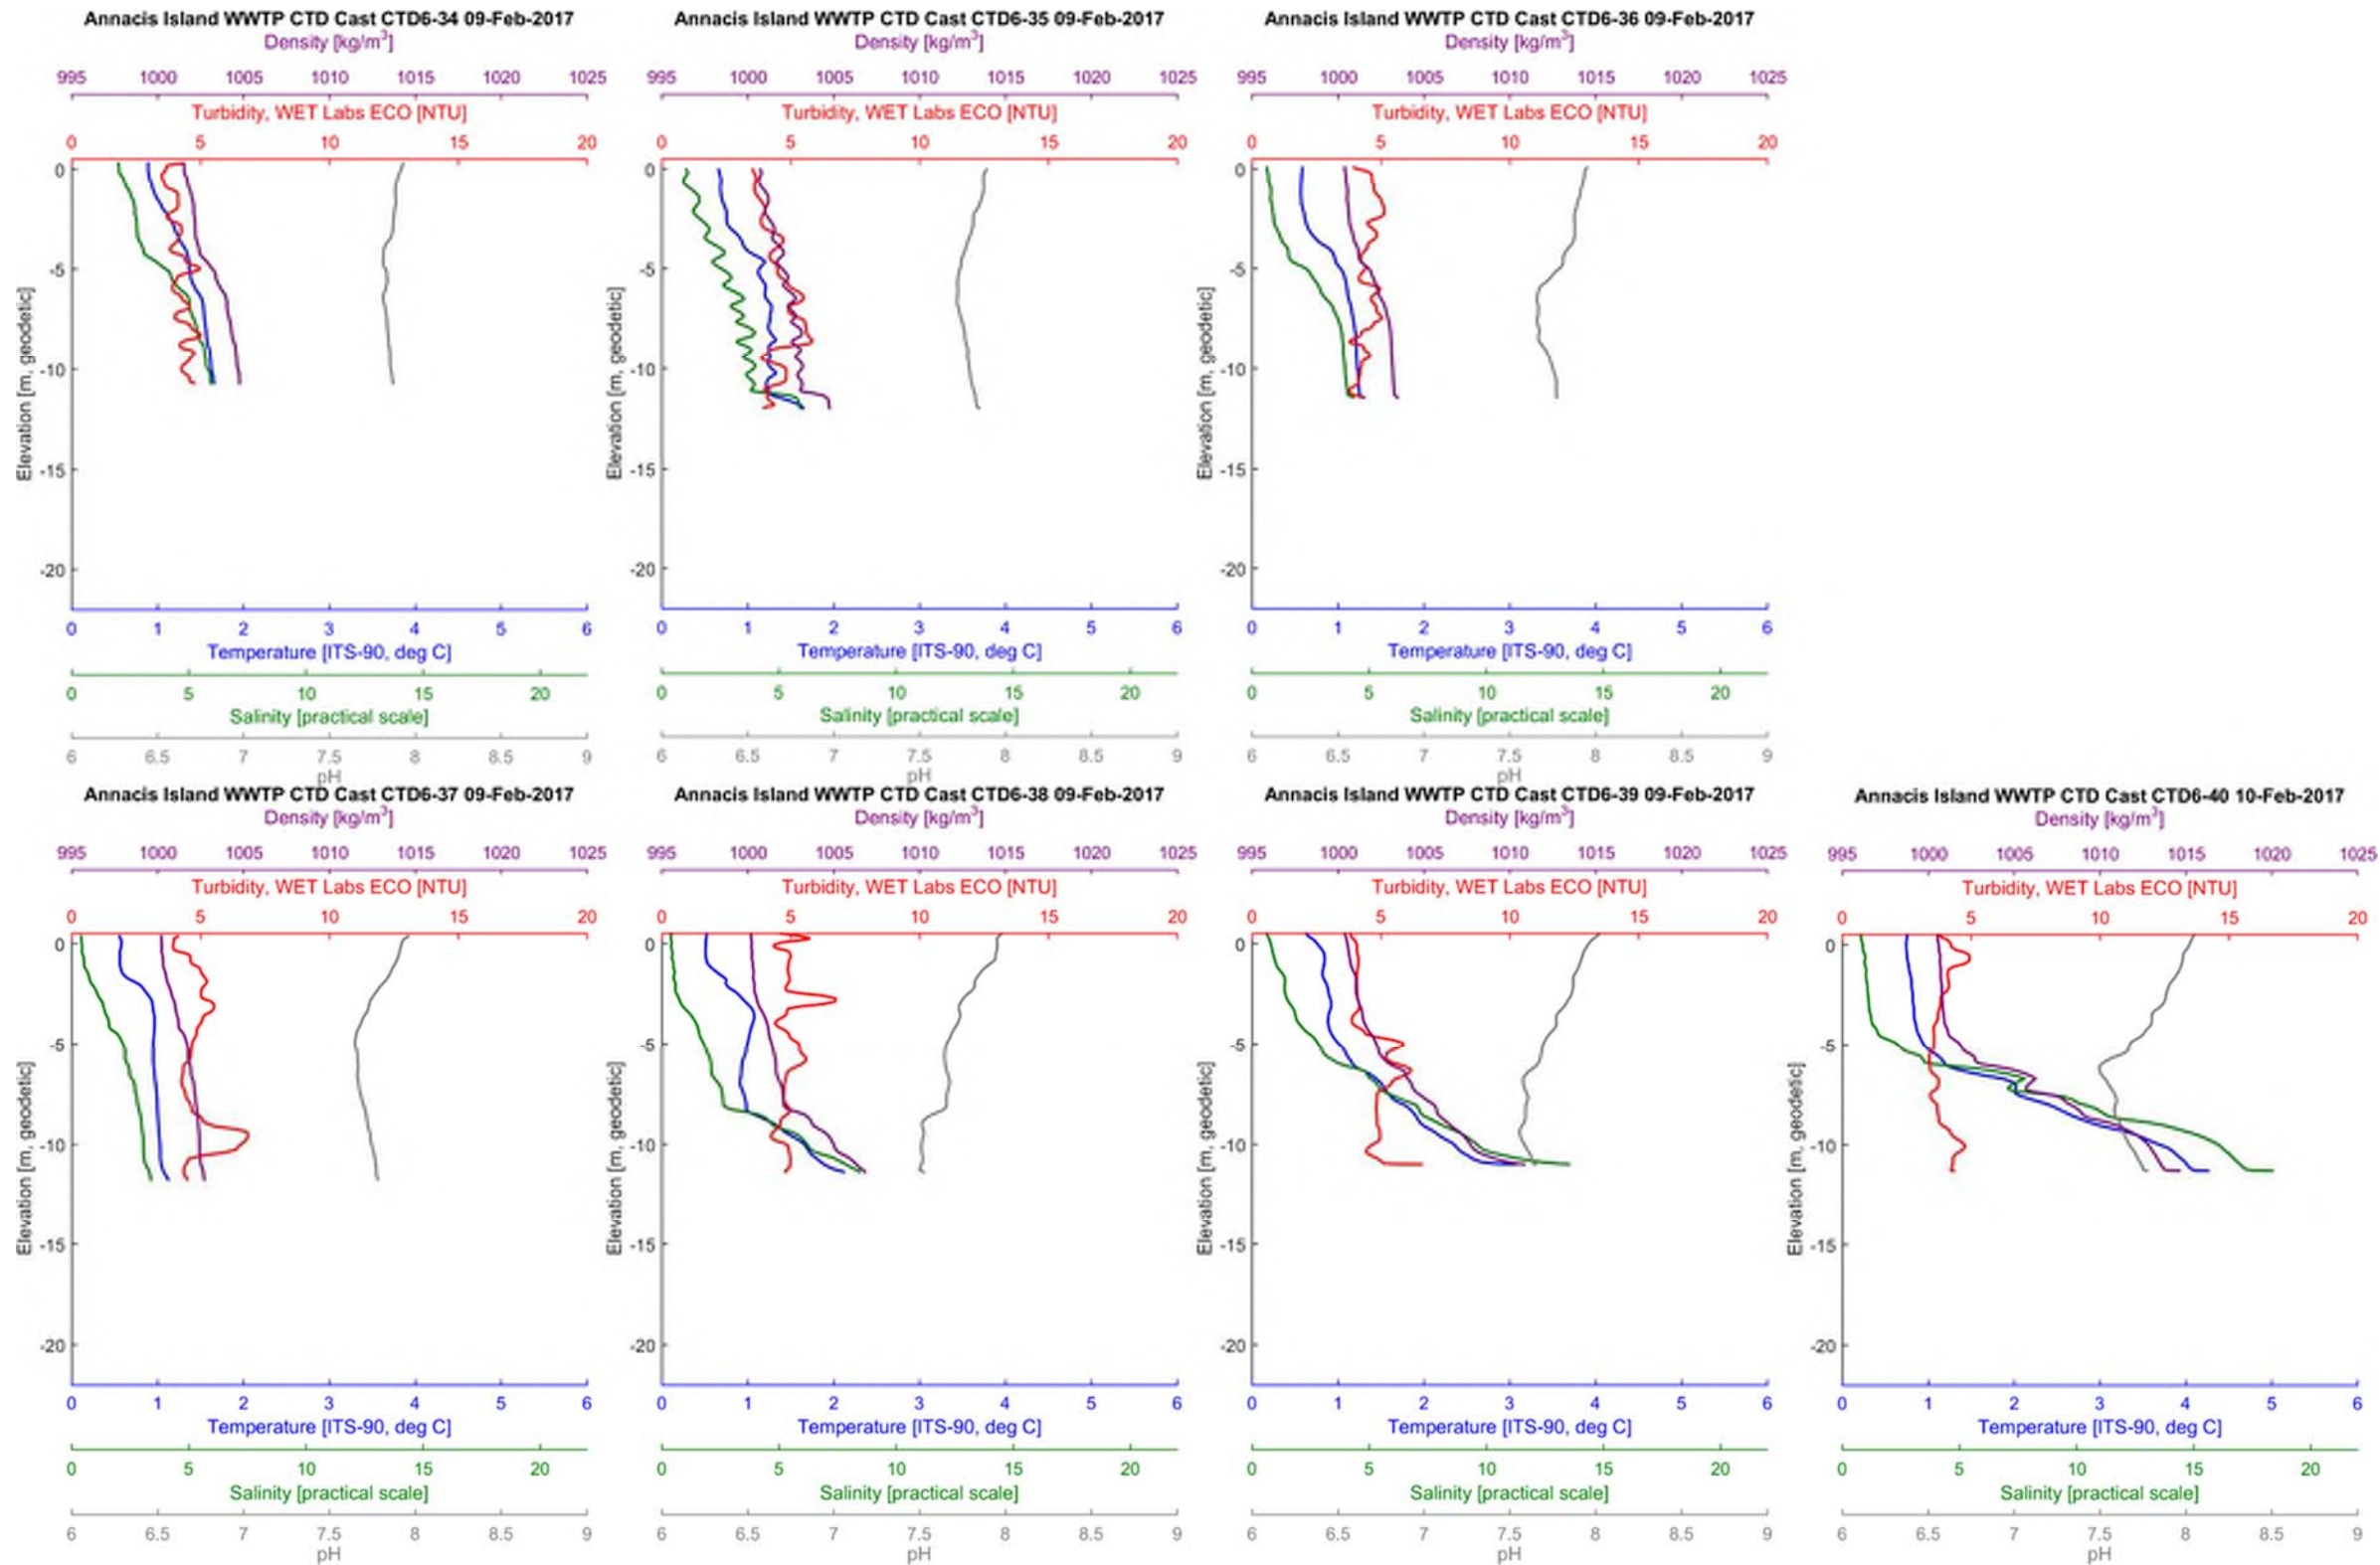 Annacis Island WWTP CTD Cast CTD6-34 09-Feb-2017
Density [kg/m³]
995 1000 1005 1010 1015 1020 1025
Turbidity, WET Labs ECO [NTU]
0 5 10 15 20
Elevation [m, geodetic]
0
-5
-10
-15
-20
0 1 2 3 4 5 6
Temperature [ITS-90, deg C]
0 5 10 15 20
Salinity [practical scale]
6 6.5 7 7.5 8 8.5 9
pH
Annacis Island WWTP CTD Cast CTD6-35 09-Feb-2017
Density [kg/m³]
995 1000 1005 1010 1015 1020 1025
Turbidity, WET Labs ECO [NTU]
0 5 10 15 20
Elevation [m, geodetic]
0
-5
-10
-15
-20
0 1 2 3 4 5 6
Temperature [ITS-90, deg C]
0 5 10 15 20
Salinity [practical scale]
6 6.5 7 7.5 8 8.5 9
pH
Annacis Island WWTP CTD Cast CTD6-36 09-Feb-2017
Density [kg/m³]
995 1000 1005 1010 1015 1020 1025
Turbidity, WET Labs ECO [NTU]
0 5 10 15 20
Elevation [m, geodetic]
0
-5
-10
-15
-20
0 1 2 3 4 5 6
Temperature [ITS-90, deg C]
0 5 10 15 20
Salinity [practical scale]
6 6.5 7 7.5 8 8.5 9
pH
Annacis Island WWTP CTD Cast CTD6-37 09-Feb-2017
Density [kg/m³]
995 1000 1005 1010 1015 1020 1025
Turbidity, WET Labs ECO [NTU]
0 5 10 15 20
Elevation [m, geodetic]
0
-5
-10
-15
-20
0 1 2 3 4 5 6
Temperature [ITS-90, deg C]
0 5 10 15 20
Salinity [practical scale]
6 6.5 7 7.5 8 8.5 9
pH
Annacis Island WWTP CTD Cast CTD6-38 09-Feb-2017
Density [kg/m³]
995 1000 1005 1010 1015 1020 1025
Turbidity, WET Labs ECO [NTU]
0 5 10 15 20
Elevation [m, geodetic]
0
-5
-10
-15
-20
0 1 2 3 4 5 6
Temperature [ITS-90, deg C]
0 5 10 15 20
Salinity [practical scale]
6 6.5 7 7.5 8 8.5 9
pH
Annacis Island WWTP CTD Cast CTD6-39 09-Feb-2017
Density [kg/m³]
995 1000 1005 1010 1015 1020 1025
Turbidity, WET Labs ECO [NTU]
0 5 10 15 20
Elevation [m, geodetic]
0
-5
-10
-15
-20
0 1 2 3 4 5 6
Temperature [ITS-90, deg C]
0 5 10 15 20
Salinity [practical scale]
6 6.5 7 7.5 8 8.5 9
pH
Annacis Island WWTP CTD Cast CTD6-40 10-Feb-2017
Density [kg/m³]
995 1000 1005 1010 1015 1020 1025
Turbidity, WET Labs ECO [NTU]
0 5 10 15 20
Elevation [m, geodetic]
0
-5
-10
-15
-20
0 1 2 3 4 5 6
Temperature [ITS-90, deg C]
0 5 10 15 20
Salinity [practical scale]
6 6.5 7 7.5 8 8.5 9
pH